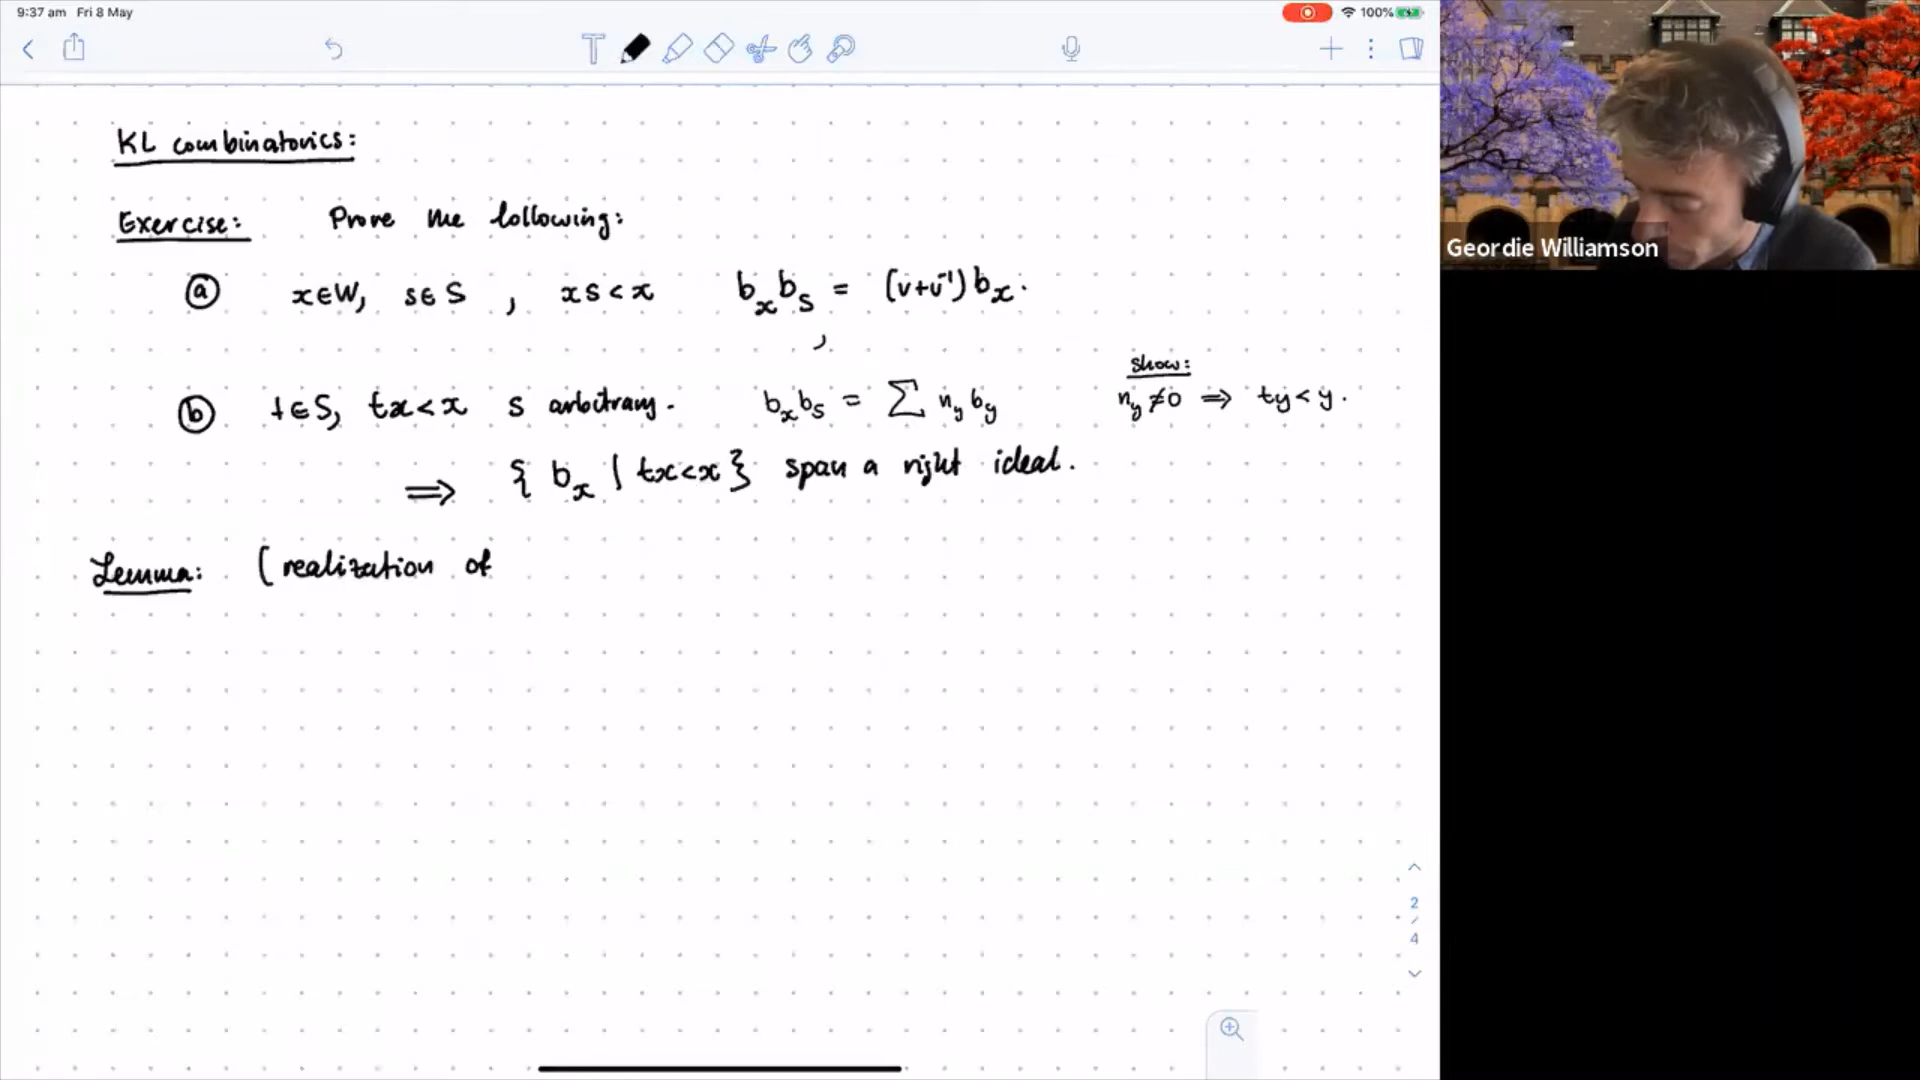 9:37 am Fri 8 May
100%
KL combinatorics:
Exercise: Prove the following:
(a) x∈W, s∈S, xs<x b_x b_s = (v+v⁻¹) b_x.
,
Show:
(b) t∈S, tx<x s arbitrary. b_x b_s = ∑ n_y b_y n_y≠0 ⇒ ty<y.
⇒ { b_x | tx<x } span a right ideal.
Lemma: (realization of
Geordie Williamson
2
/
4